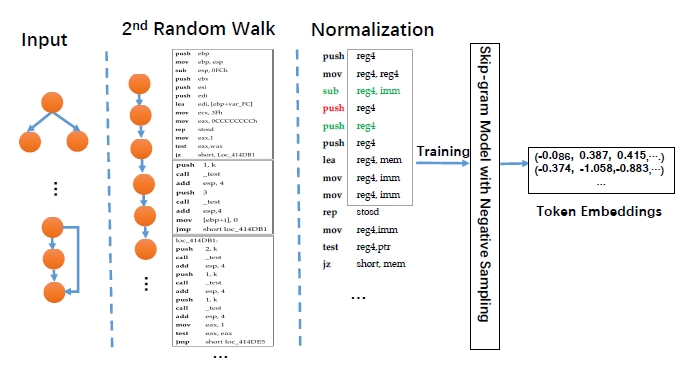 Input
2nd Random Walk
push ebp
mov ebp, esp
sub esp, 0FCh
push ebx
push esi
push edi
lea edi, [ebp+var_FC]
mov ecx, 3Fh
mov eax, 0CCCCCCCCh
rep stosd
mov eax,1
test eax,wax
jz short, Loc_414DB1
push 1, k
call _test
add esp, 4
push 3
call _test
add esp,4
mov [ebp+i], 0
jmp short loc_414DB1
loc_414DB1:
push 2, k
call _test
add esp, 4
push 1, k
call _test
add esp, 4
push 1, k
call _test
add esp, 4
mov eax, 1
test eax, eax
jmp short loc_414DE5
...
Normalization
push reg4
mov reg4, reg4
sub reg4, imm
push reg4
push reg4
push reg4
lea reg4, mem
mov reg4, imm
mov reg4, imm
rep stosd
mov reg4,imm
test reg4,ptr
jz short, mem
...
Training
Skip-gram Model with Negative Sampling
(-0.086, 0.387, 0.415,...)
(-0.374, -1.058,-0.883,...)
...
Token Embeddings